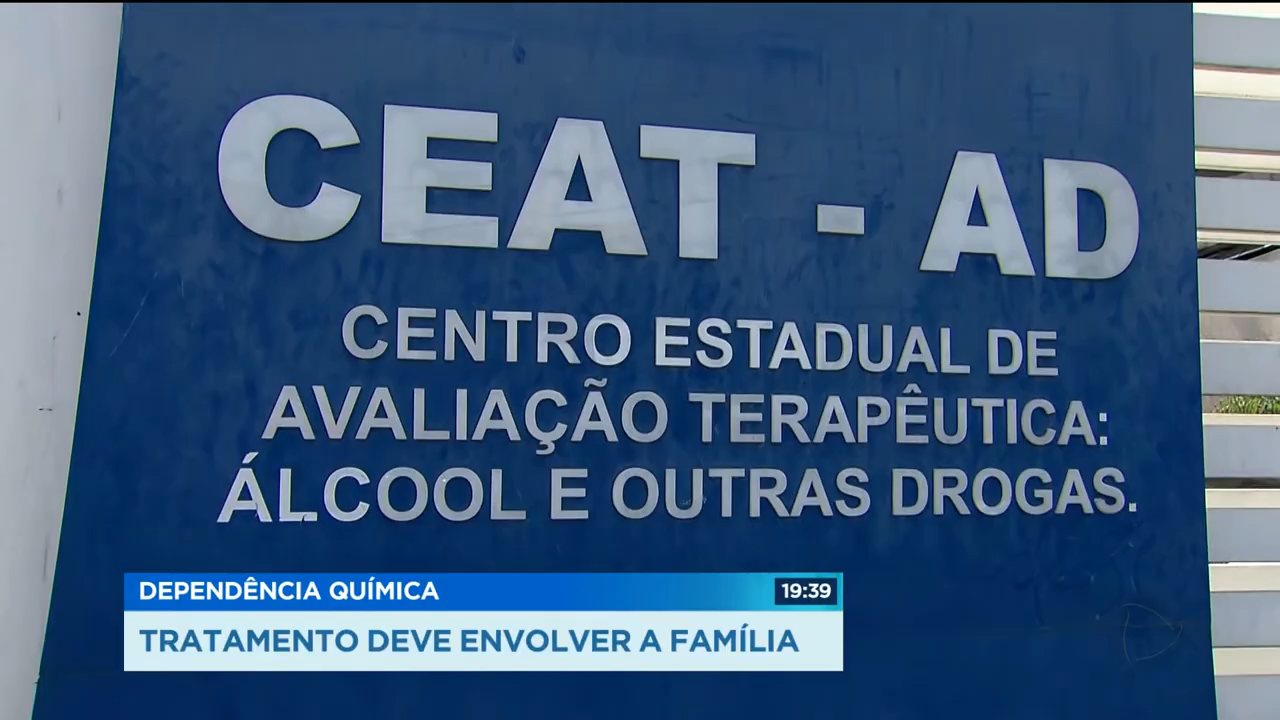 CEAT - AD
CENTRO ESTADUAL DE
AVALIAÇÃO TERAPÊUTICA:
ÁLCOOL E OUTRAS DROGAS.
DEPENDÊNCIA QUÍMICA
19:39
TRATAMENTO DEVE ENVOLVER A FAMÍLIA